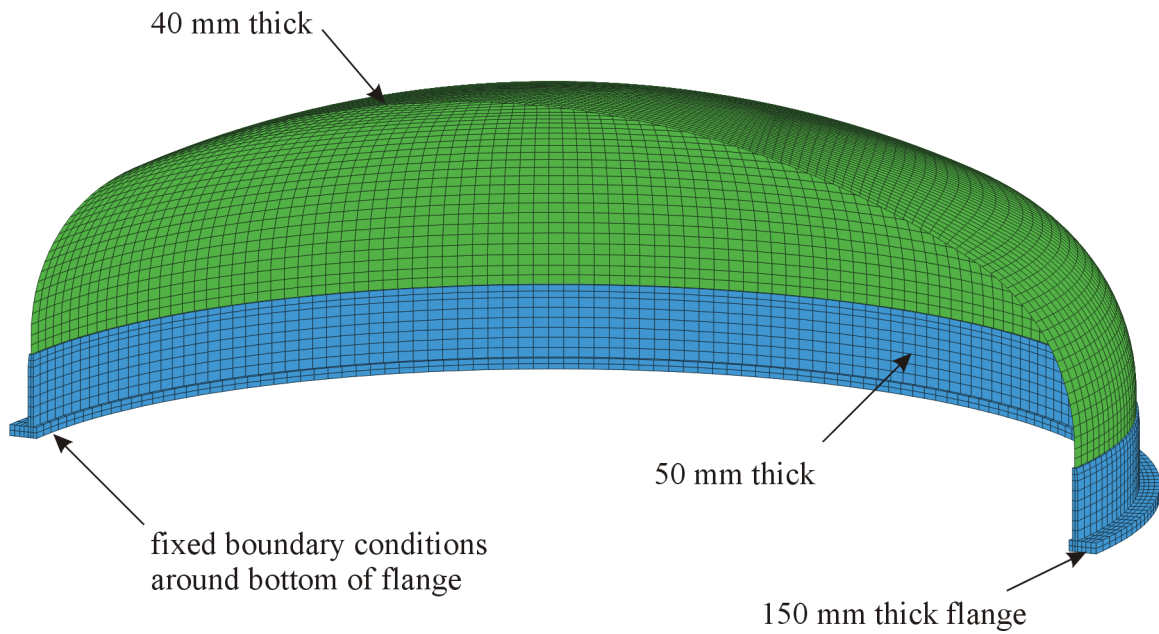 40 mm thick
50 mm thick
fixed boundary conditions
around bottom of flange
150 mm thick flange